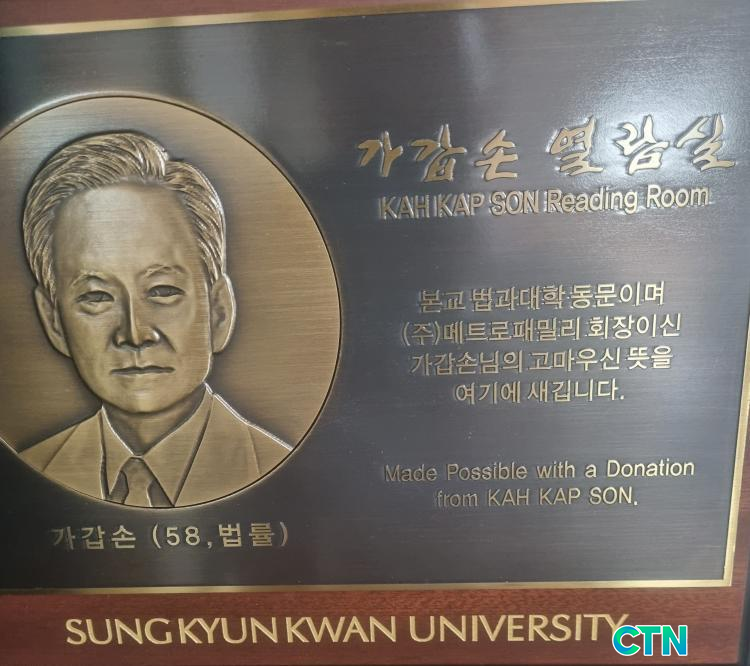 가갑손 열람실
KAH KAP SON Reading Room
본교 법과대학 동문이며
(주)메트로패밀리 회장이신
가갑손님의 고마우신 뜻을
여기에 새깁니다.
Made Possible with a Donation
from KAH KAP SON.
가갑손 (58,법률)
SUNGKYUNKWAN UNIVERSITY
CTN